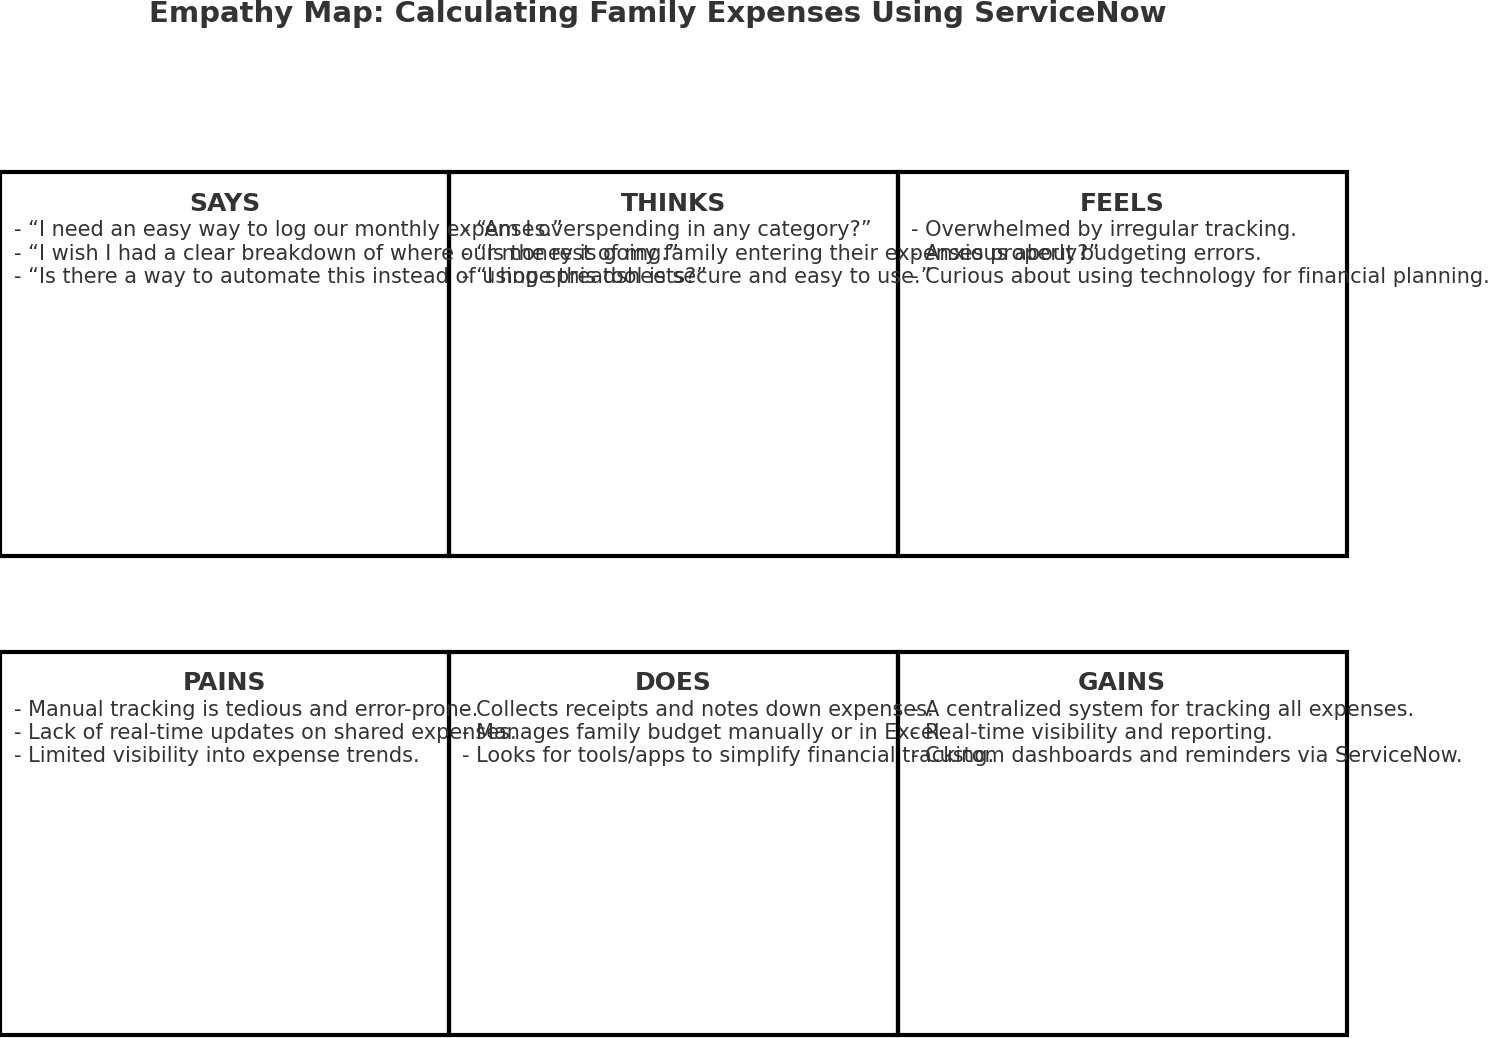 Empathy Map: Calculating Family Expenses Using ServiceNow
SAYS
- “I need an easy way to log our monthly expenses.”
- “I wish I had a clear breakdown of where our money is going.”
- “Is there a way to automate this instead of using spreadsheets?”
THINKS
- “Am I overspending in any category?”
- “Is the rest of my family entering their expenses properly?”
- “I hope this tool is secure and easy to use.”
FEELS
- Overwhelmed by irregular tracking.
- Anxious about budgeting errors.
- Curious about using technology for financial planning.
PAINS
- Manual tracking is tedious and error-prone.
- Lack of real-time updates on shared expenses.
- Limited visibility into expense trends.
DOES
- Collects receipts and notes down expenses.
- Manages family budget manually or in Excel.
- Looks for tools/apps to simplify financial tracking.
GAINS
- A centralized system for tracking all expenses.
- Real-time visibility and reporting.
- Custom dashboards and reminders via ServiceNow.